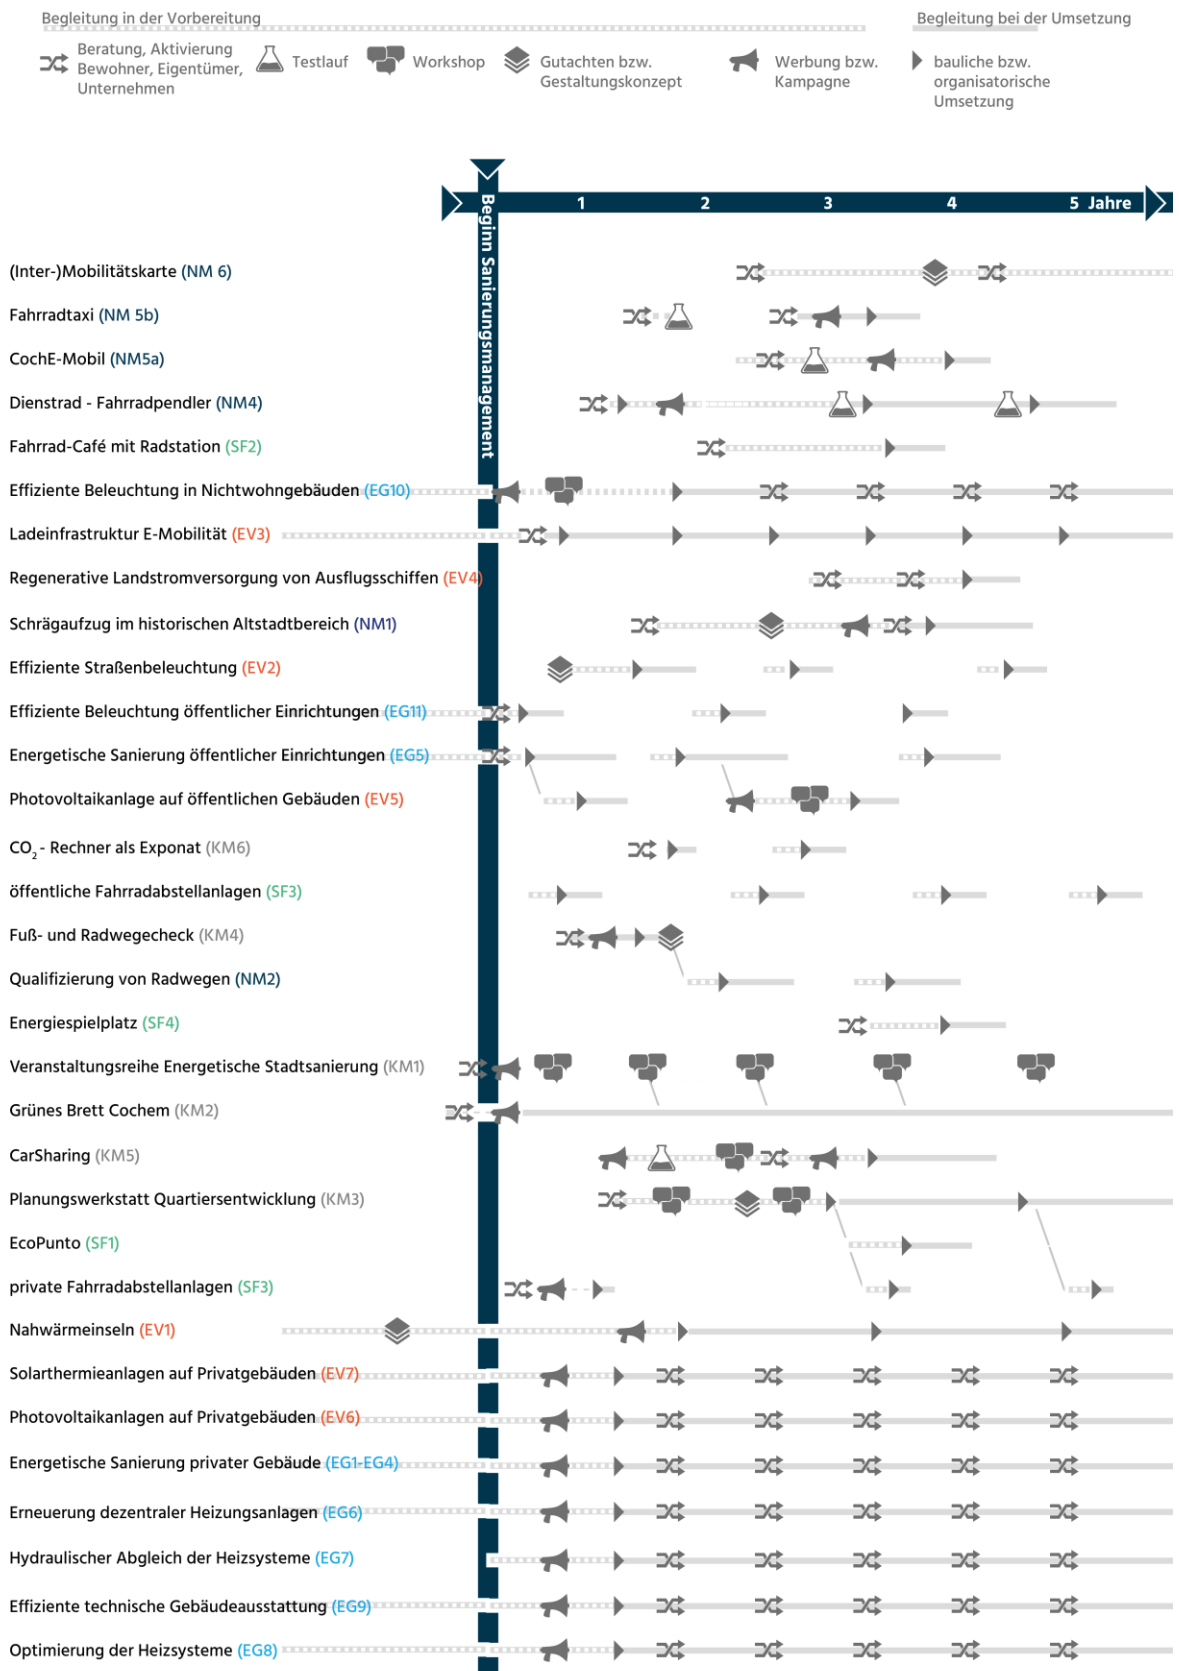 Begleitung in der Vorbereitung
Begleitung bei der Umsetzung
Beratung, Aktivierung
Bewohner, Eigentümer,
Unternehmen
Testlauf
Workshop
Gutachten bzw.
Gestaltungskonzept
Werbung bzw.
Kampagne
bauliche bzw.
organisatorische
Umsetzung
Beginn Sanierungsmanagement
1 2 3 4 5 Jahre
(Inter-)Mobilitätskarte (NM 6)
Fahrradtaxi (NM 5b)
CochE-Mobil (NM5a)
Dienstrad - Fahrradpendler (NM4)
Fahrrad-Café mit Radstation (SF2)
Effiziente Beleuchtung in Nichtwohngebäuden (EG10)
Ladeinfrastruktur E-Mobilität (EV3)
Regenerative Landstromversorgung von Ausflugsschiffen (EV4)
Schrägaufzug im historischen Altstadtbereich (NM1)
Effiziente Straßenbeleuchtung (EV2)
Effiziente Beleuchtung öffentlicher Einrichtungen (EG11)
Energetische Sanierung öffentlicher Einrichtungen (EG5)
Photovoltaikanlage auf öffentlichen Gebäuden (EV5)
CO2- Rechner als Exponat (KM6)
öffentliche Fahrradabstellanlagen (SF3)
Fuß- und Radwegecheck (KM4)
Qualifizierung von Radwegen (NM2)
Energiespielplatz (SF4)
Veranstaltungsreihe Energetische Stadtsanierung (KM1)
Grünes Brett Cochem (KM2)
CarSharing (KM5)
Planungswerkstatt Quartiersentwicklung (KM3)
EcoPunto (SF1)
private Fahrradabstellanlagen (SF3)
Nahwärmeinseln (EV1)
Solarthermieanlagen auf Privatgebäuden (EV7)
Photovoltaikanlagen auf Privatgebäuden (EV6)
Energetische Sanierung privater Gebäude (EG1-EG4)
Erneuerung dezentraler Heizungsanlagen (EG6)
Hydraulischer Abgleich der Heizsysteme (EG7)
Effiziente technische Gebäudeausstattung (EG9)
Optimierung der Heizsysteme (EG8)